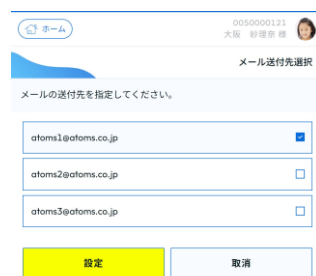 ホーム
0050000121
大阪 紗理奈 様
メール送付先選択
メールの送付先を指定してください。
atoms1@atoms.co.jp
atoms2@atoms.co.jp
atoms3@atoms.co.jp
設定
取消